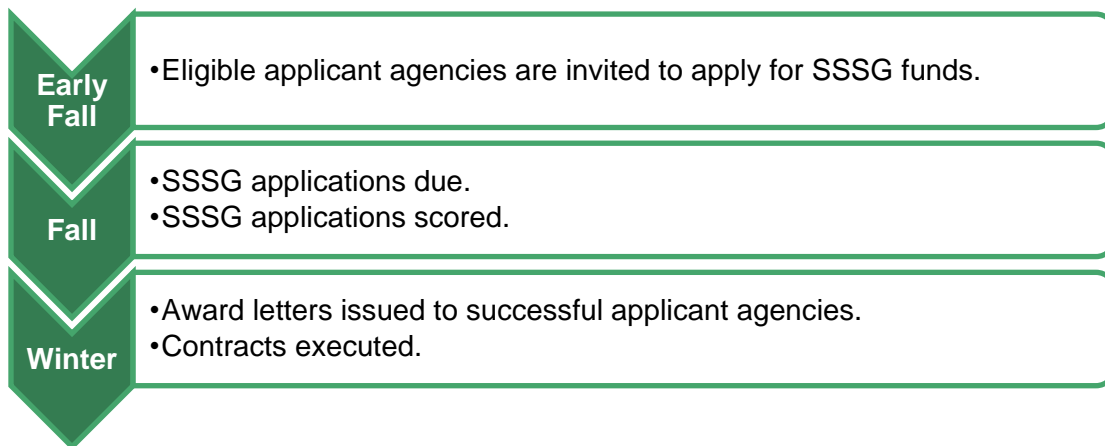 Early
Fall
•Eligible applicant agencies are invited to apply for SSSG funds.
Fall
•SSSG applications due.
•SSSG applications scored.
Winter
•Award letters issued to successful applicant agencies.
•Contracts executed.